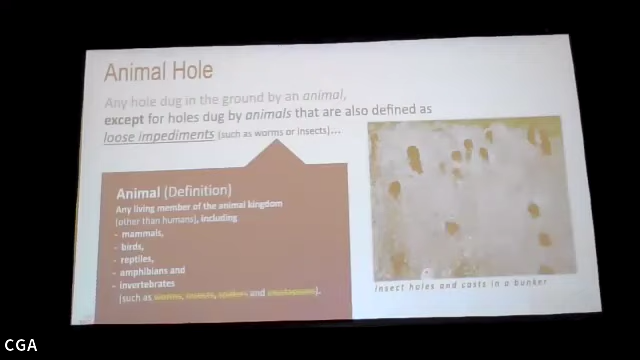 Animal Hole
Any hole dug in the ground by an animal,
except for holes dug by animals that are also defined as
loose impediments (such as worms or insects)...
Animal (Definition)
Any living member of the animal kingdom
(other than humans), including
- mammals,
- birds,
- reptiles,
- amphibians and
- invertebrates
(such as worms, insects, spiders and crustaceans).
Insect holes and casts in a bunker
CGA